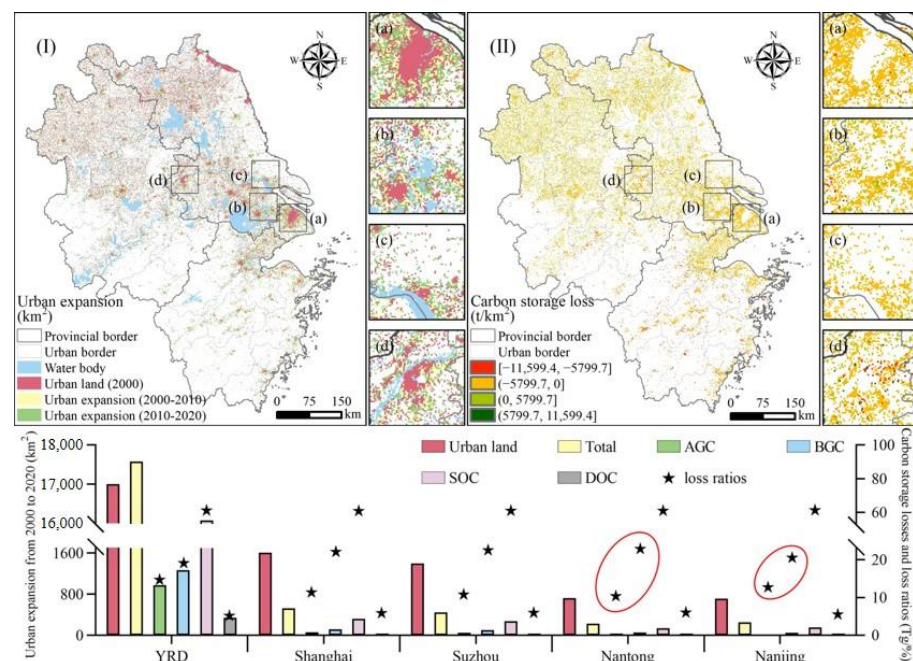 (I)
N
W E
S
(d)
(c)
(b)
(a)
Urban expansion
(km²)
Provincial border
Urban border
Water body
Urban land (2000)
Urban expansion (2000-2010)
Urban expansion (2010-2020)
0 75 150
km
(a)
(b)
(c)
(d)
(II)
N
W E
S
(d)
(c)
(b)
(a)
Carbon storage loss
(t/km²)
Provincial border
Urban border
[−11,599.4, −5799.7]
(−5799.7, 0]
(0, 5799.7]
(5799.7, 11,599.4]
0 75 150
km
(a)
(b)
(c)
(d)
Urban expansion from 2000 to 2020 (km²)
18,000
17,000
16,000
1600
800
0
Urban land
Total
AGC
BGC
SOC
DOC
★ loss ratios
100
80
60
40
20
10
0
Carbon storage losses and loss ratios (Tg/%)
YRD
Shanghai
Suzhou
Nantong
Nanjing